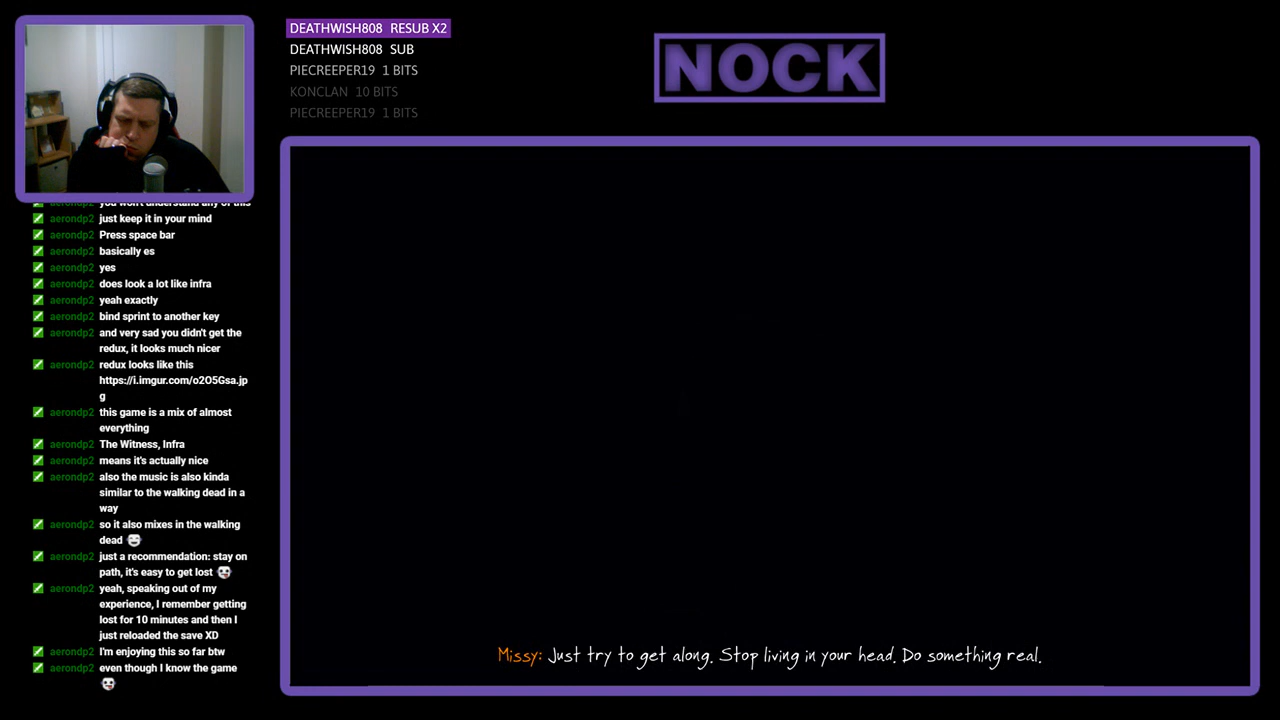 DEATHWISH808 RESUB X2
DEATHWISH808 SUB
PIECREEPER19 1 BITS
KONCLAN 10 BITS
PIECREEPER19 1 BITS
NOCK
you won't understand any of this
aerondp2 just keep it in your mind
aerondp2 Press space bar
aerondp2 basically es
aerondp2 yes
aerondp2 does look a lot like infra
aerondp2 yeah exactly
aerondp2 bind sprint to another key
aerondp2 and very sad you didn't get the
redux, it looks much nicer
aerondp2 redux looks like this
https://i.imgur.com/o2O5Gsa.jp
g
aerondp2 this game is a mix of almost
everything
aerondp2 The Witness, Infra
aerondp2 means it's actually nice
aerondp2 also the music is also kinda
similar to the walking dead in a
way
aerondp2 so it also mixes in the walking
dead
aerondp2 just a recommendation: stay on
path, it's easy to get lost
aerondp2 yeah, speaking out of my
experience, I remember getting
lost for 10 minutes and then I
just reloaded the save XD
aerondp2 I'm enjoying this so far btw
aerondp2 even though I know the game
Missy: Just try to get along. Stop living in your head. Do something real.